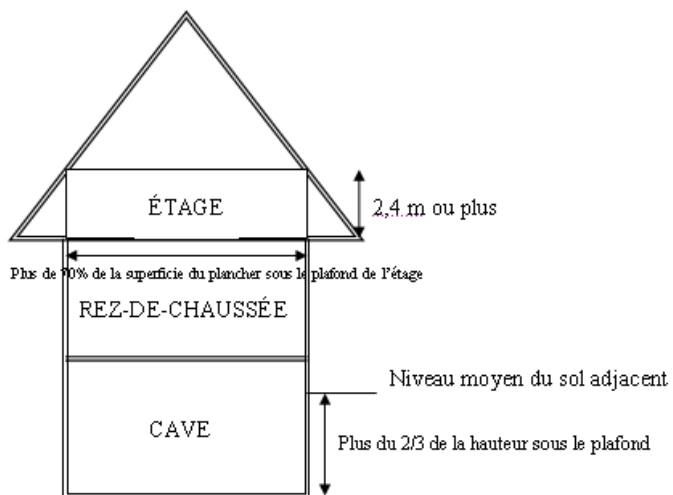 ÉTAGE
2,4 m ou plus
Plus de 70% de la superficie du plancher sous le plafond de l'étage
REZ-DE-CHAUSSÉE
Niveau moyen du sol adjacent
CAVE
Plus du 2/3 de la hauteur sous le plafond